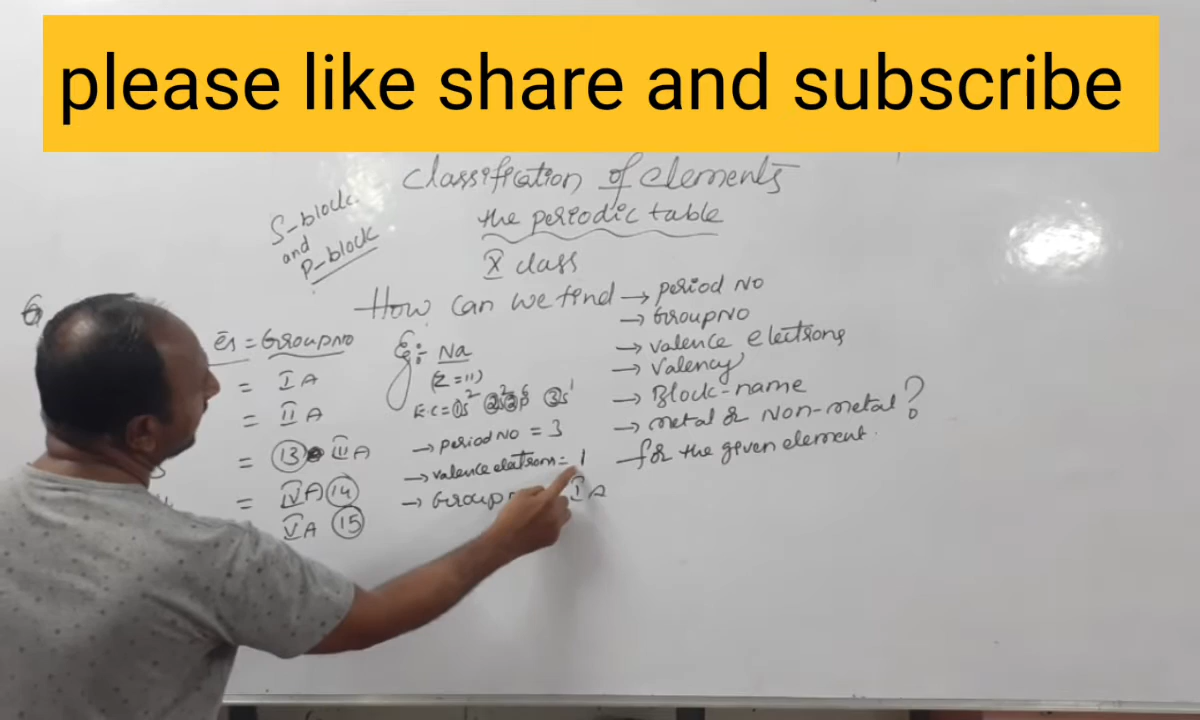 please like share and subscribe
Classification of elements
the periodic table
X class
S-block
and
P-block
How can we find → period No
→ Group No
→ valence electrons
→ Valency
→ Block-name
→ metal or Non-metal?
for the given element.
G
es = Group No
= I A
= II A
= 13 III A
= IV A 14
V A 15
Eg:- Na
(Z = 11)
E.C = 1s² 2s² 2p⁶ 3s¹
→ period No = 3
→ valence electrons = 1
→ Group I A